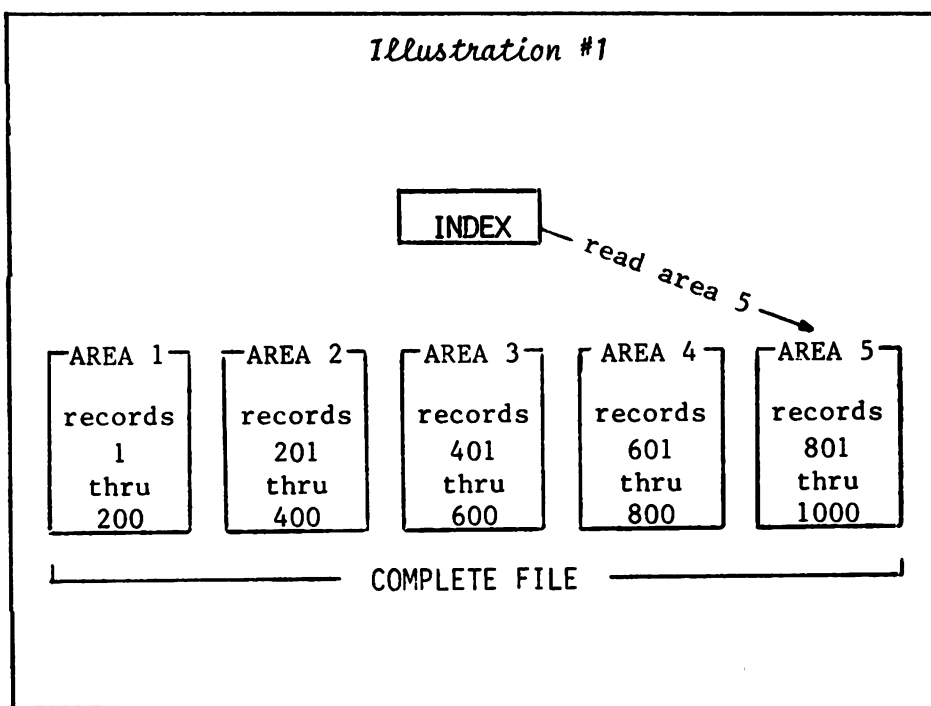 Illustration #1
INDEX
read area 5
AREA 1
records
1
thru
200
AREA 2
records
201
thru
400
AREA 3
records
401
thru
600
AREA 4
records
601
thru
800
AREA 5
records
801
thru
1000
COMPLETE FILE